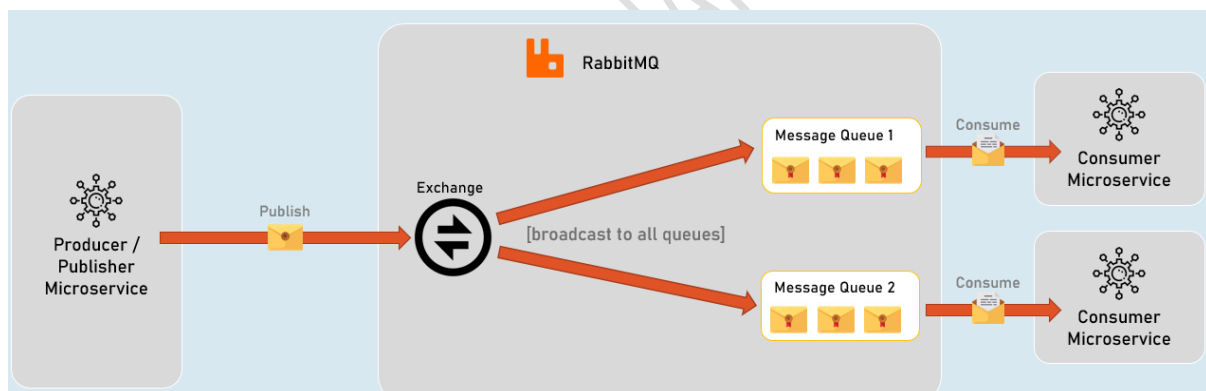 RabbitMQ
Producer /
Publisher
Microservice
Publish
Exchange
[broadcast to all queues]
Message Queue 1
Message Queue 2
Consume
Consumer
Microservice
Consume
Consumer
Microservice